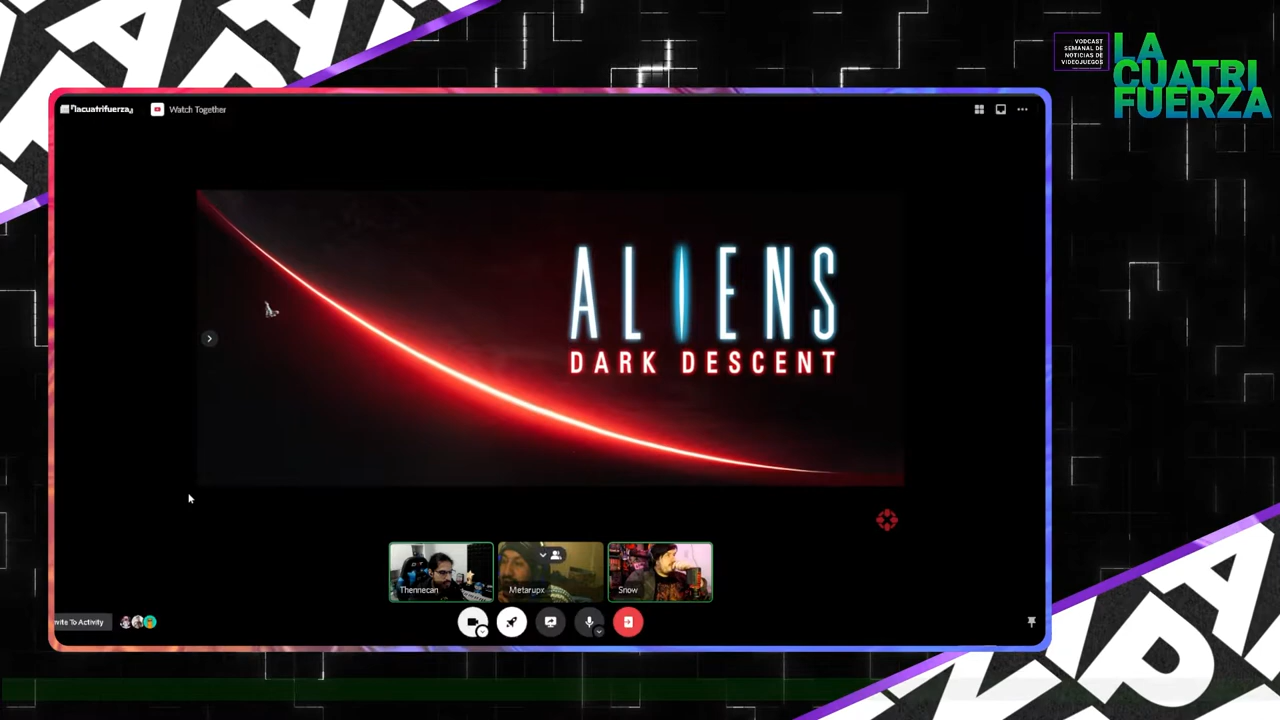 VODCAST
SEMANAL DE
NOTICIAS DE
VIDEOJUEGOS
LA
CUATRI
FUERZA
lacuatrifuerza
Watch Together
ALIENS
DARK DESCENT
Thennecan
Metarupx
Snow
vite To Activity